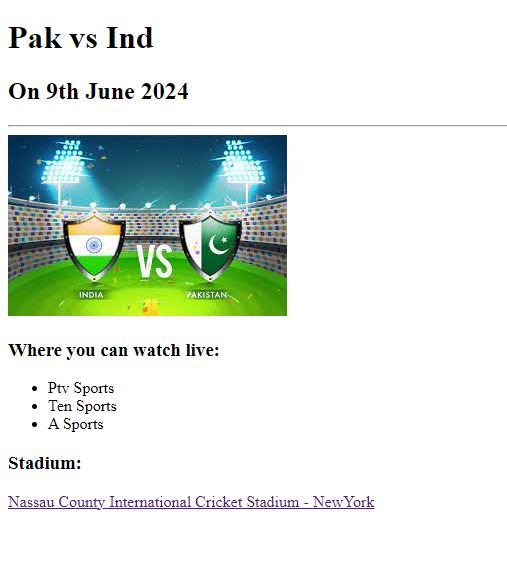 Pak vs Ind
On 9th June 2024
VS
INDIA
PAKISTAN
Where you can watch live:
Ptv Sports
Ten Sports
A Sports
Stadium:
Nassau County International Cricket Stadium - NewYork